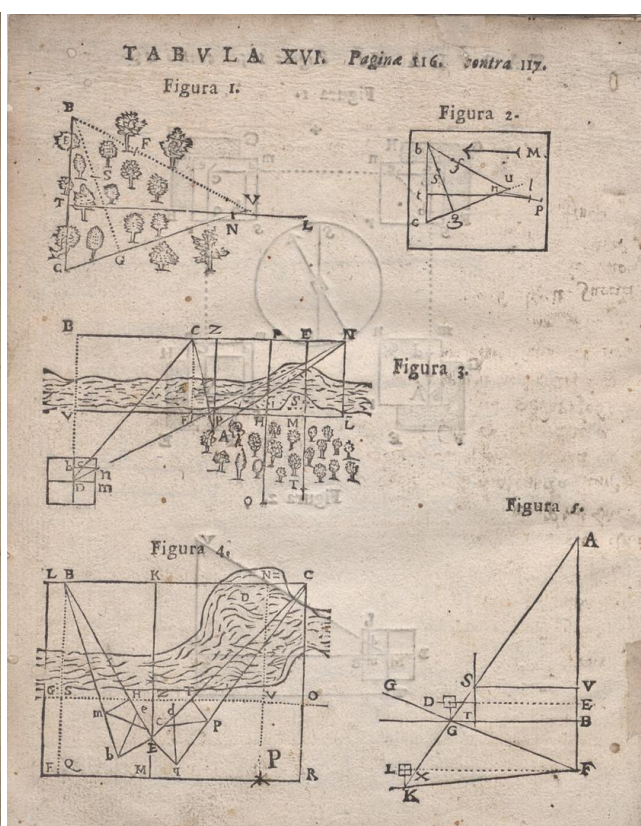 TABVLA XVI. Paginæ 116. contra 117.
Figura 1.
B
E
F
S
T
V
N
L
G
C
Figura 2-
b
M
f
S
u
l
n
t
P
g
c
Figura 3.
B
C Z
P
E
N
V
H
S
M
L
A
b
n
D
m
T
Q
Figura 4.
L B
K
N
C
D
G S
H
Z
V
O
m
e
d
c
P
E
b
q
F Q
M
P
R
Figura 5.
A
G
S
V
D
E
T
B
G
L
X
F
K